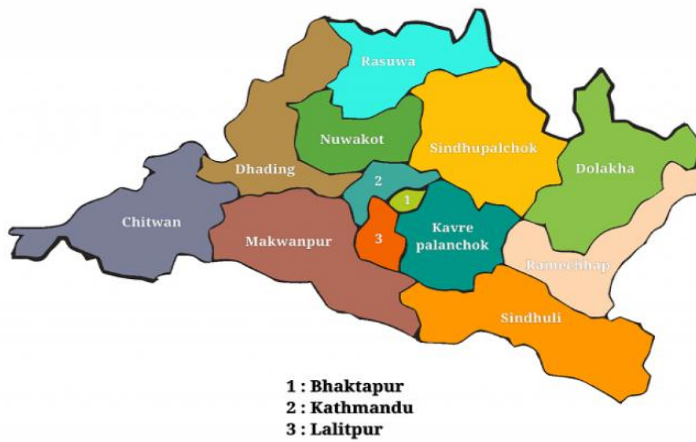 Rasuwa
Nuwakot
Sindhupalchok
Dhading
Dolakha
2
1
Chitwan
Kavre
palanchok
Makwanpur
3
Ramechhap
Sindhuli
1 : Bhaktapur
2 : Kathmandu
3 : Lalitpur